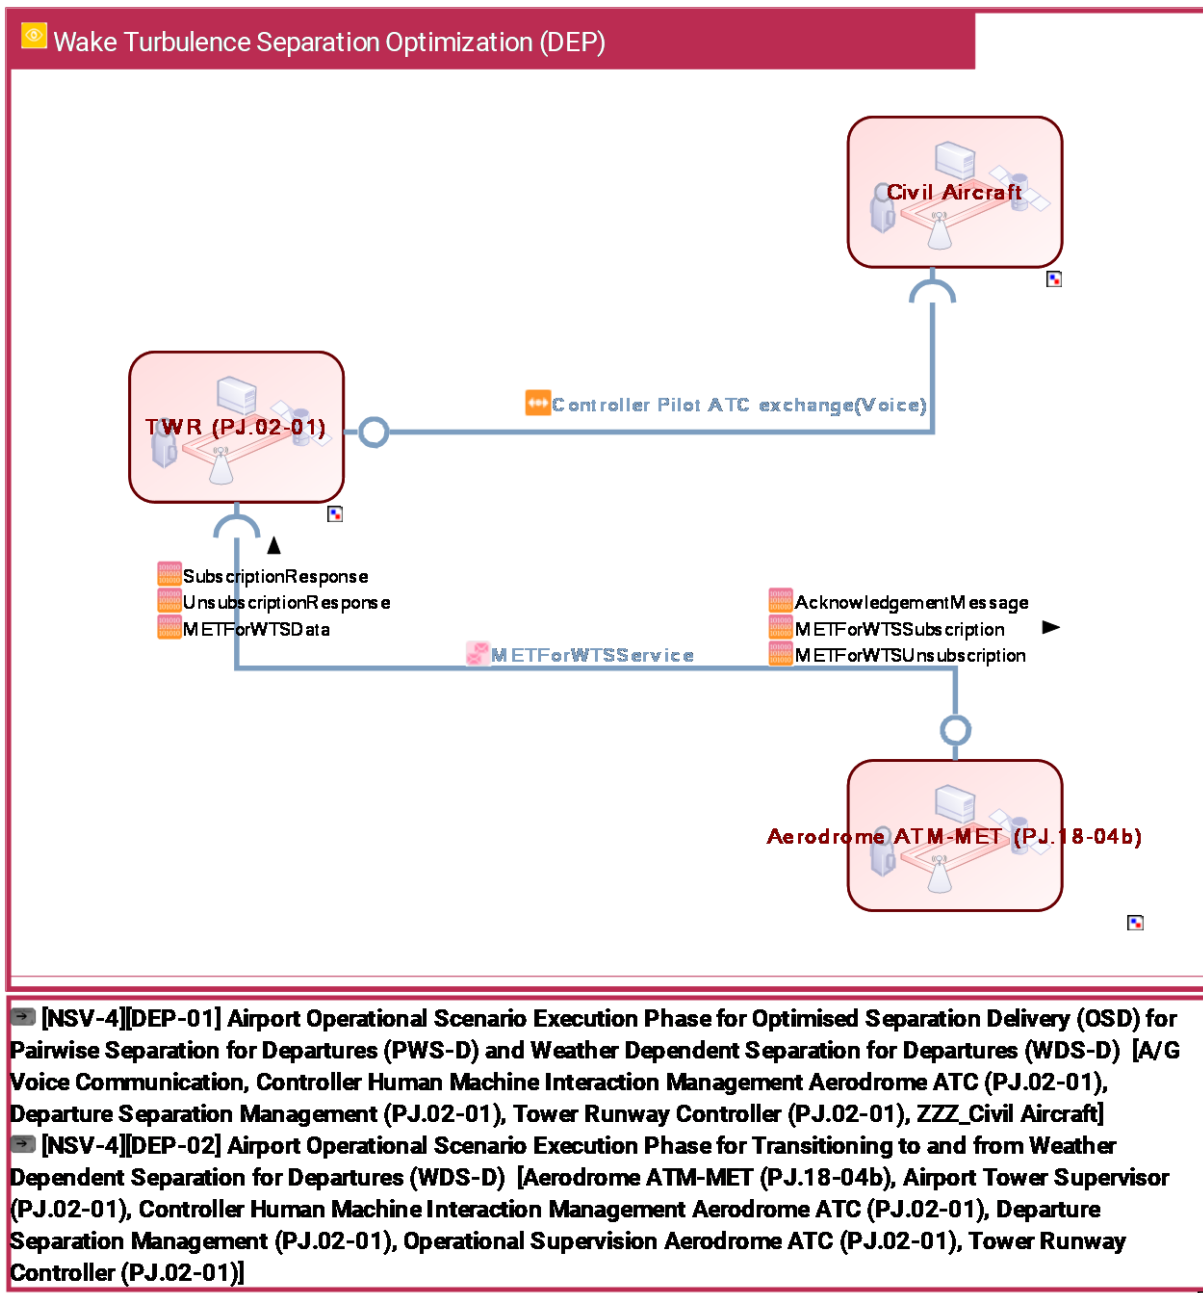 Wake Turbulence Separation Optimization (DEP)
Civil Aircraft
Controller Pilot ATC exchange(Voice)
TWR (PJ.02-01)
SubscriptionResponse
UnsubscriptionResponse
METForWTSData
AcknowledgementMessage
METForWTSSubscription
METForWTSUnsubscription
METForWTSService
Aerodrome ATM-MET (PJ.18-04b)
[NSV-4][DEP-01] Airport Operational Scenario Execution Phase for Optimised Separation Delivery (OSD) for
Pairwise Separation for Departures (PWS-D) and Weather Dependent Separation for Departures (WDS-D) [A/G
Voice Communication, Controller Human Machine Interaction Management Aerodrome ATC (PJ.02-01),
Departure Separation Management (PJ.02-01), Tower Runway Controller (PJ.02-01), ZZZ_Civil Aircraft]
[NSV-4][DEP-02] Airport Operational Scenario Execution Phase for Transitioning to and from Weather
Dependent Separation for Departures (WDS-D) [Aerodrome ATM-MET (PJ.18-04b), Airport Tower Supervisor
(PJ.02-01), Controller Human Machine Interaction Management Aerodrome ATC (PJ.02-01), Departure
Separation Management (PJ.02-01), Operational Supervision Aerodrome ATC (PJ.02-01), Tower Runway
Controller (PJ.02-01)]